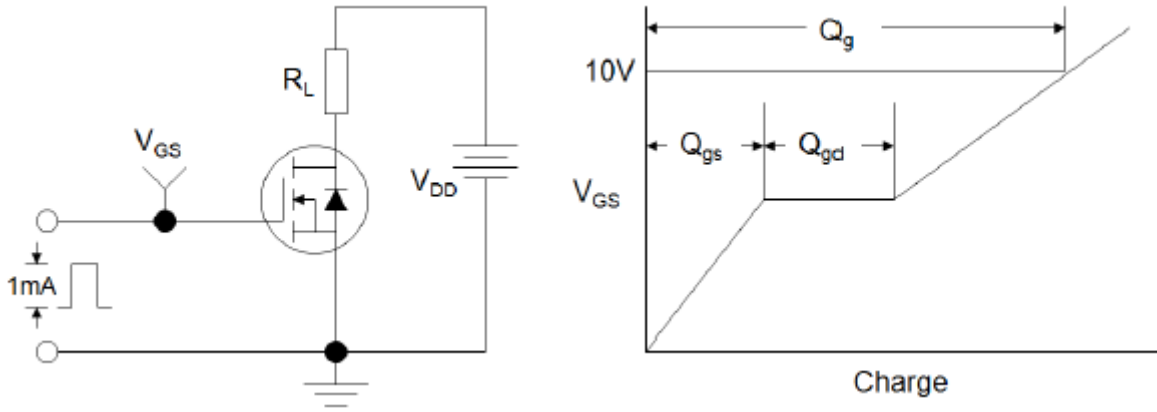 R_L
V_GS
V_DD
1mA
Q_g
10V
Q_gs
Q_gd
V_GS
Charge